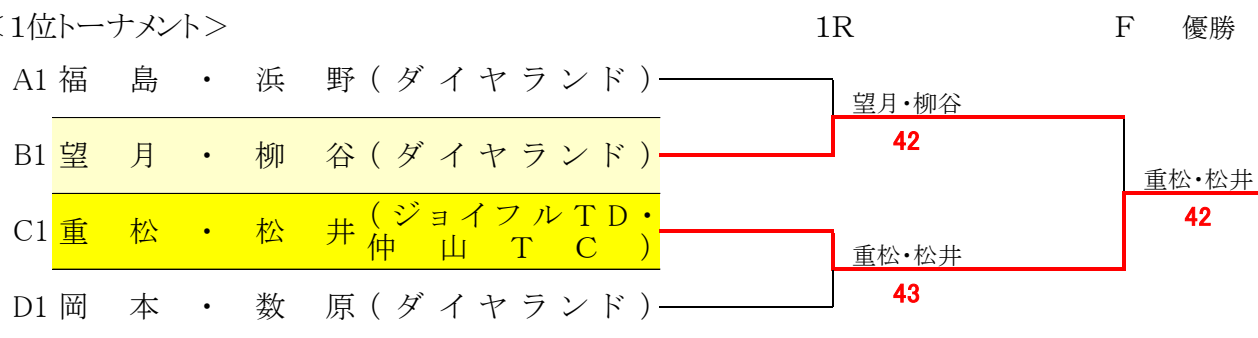 <1位トーナメント> 1R F 優勝
A1 福島・浜野(ダイヤランド)
望月・柳谷
42
B1 望月・柳谷(ダイヤランド)
重松・松井
42
C1 重松・松井(ジョイフルTD・
仲山TC)
重松・松井
43
D1 岡本・数原(ダイヤランド)